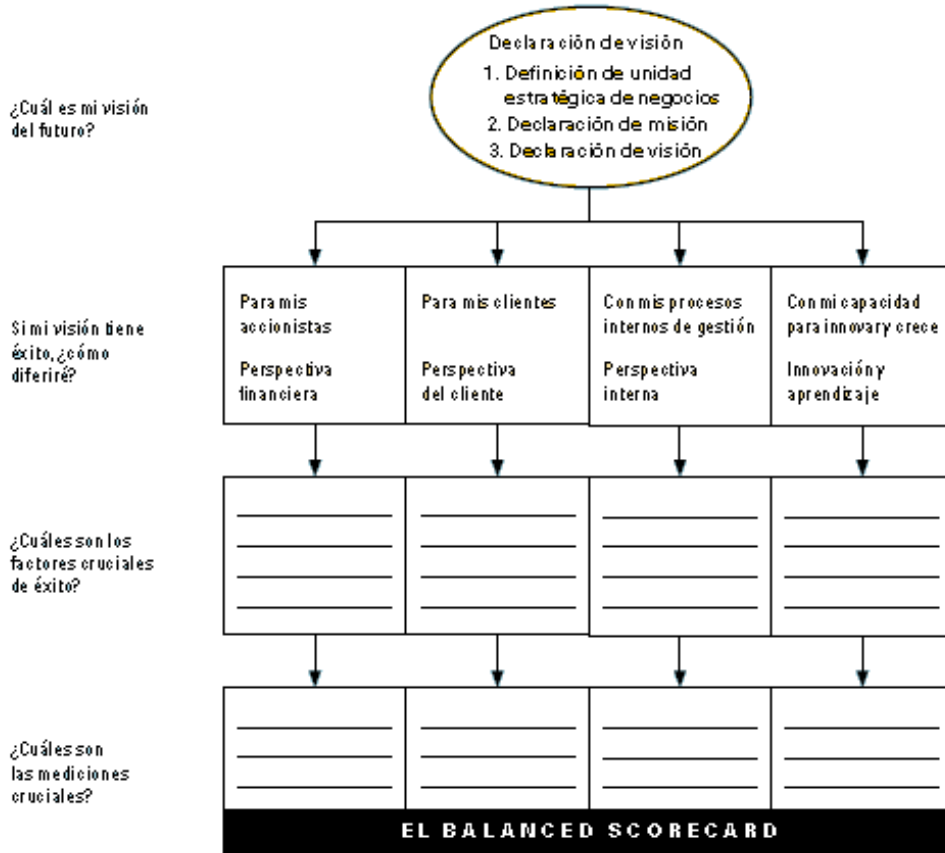 Declaración de visión
1. Definición de unidad
estratégica de negocios
2. Declaración de misión
3. Declaración de visión
¿Cuál es mi visión
del futuro?
Si mi visión tiene
éxito, ¿cómo
diferiré?
Para mis
accionistas
Perspectiva
financiera
Para mis clientes
Perspectiva
del cliente
Con mis procesos
internos de gestión
Perspectiva
interna
Con mi capacidad
para innovar y crece
Innovación y
aprendizaje
¿Cuáles son los
factores cruciales
de éxito?
¿Cuáles son
las mediciones
cruciales?
EL BALANCED SCORECARD